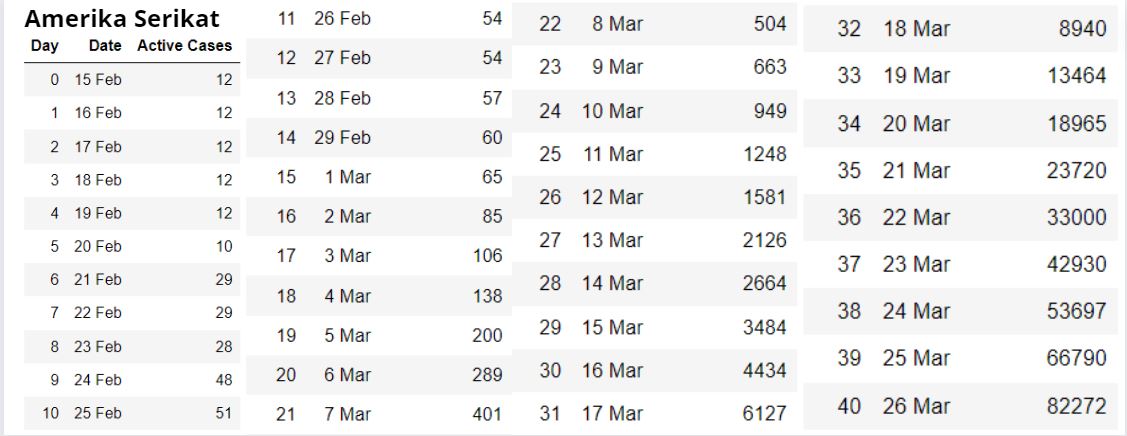 Amerika Serikat
Day Date Active Cases
0 15 Feb 12
1 16 Feb 12
2 17 Feb 12
3 18 Feb 12
4 19 Feb 12
5 20 Feb 10
6 21 Feb 29
7 22 Feb 29
8 23 Feb 28
9 24 Feb 48
10 25 Feb 51
11 26 Feb 54
12 27 Feb 54
13 28 Feb 57
14 29 Feb 60
15 1 Mar 65
16 2 Mar 85
17 3 Mar 106
18 4 Mar 138
19 5 Mar 200
20 6 Mar 289
21 7 Mar 401
22 8 Mar 504
23 9 Mar 663
24 10 Mar 949
25 11 Mar 1248
26 12 Mar 1581
27 13 Mar 2126
28 14 Mar 2664
29 15 Mar 3484
30 16 Mar 4434
31 17 Mar 6127
32 18 Mar 8940
33 19 Mar 13464
34 20 Mar 18965
35 21 Mar 23720
36 22 Mar 33000
37 23 Mar 42930
38 24 Mar 53697
39 25 Mar 66790
40 26 Mar 82272